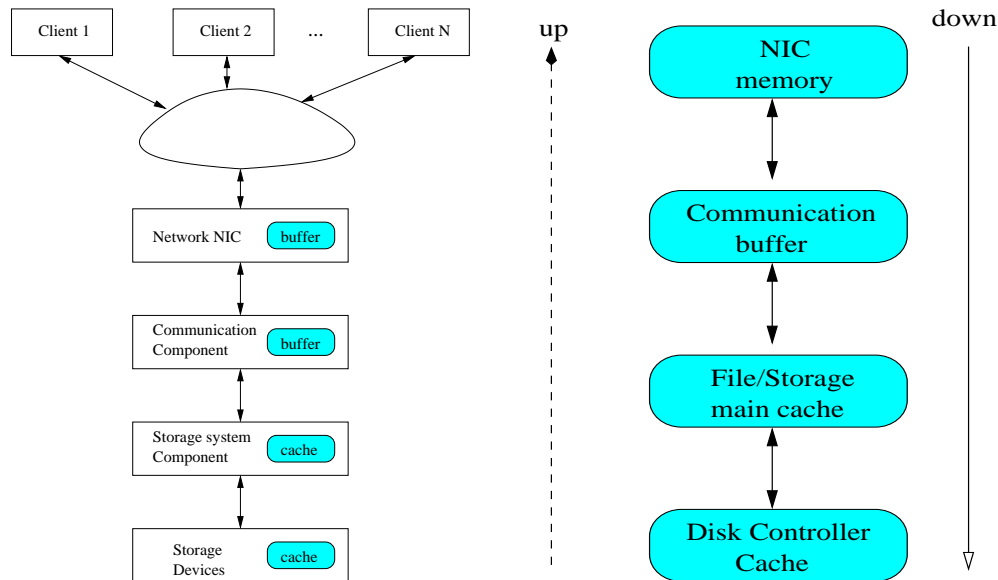 Client 1
Client 2
...
Client N
Network NIC
buffer
Communication
Component
buffer
Storage system
Component
cache
Storage
Devices
cache
up
down
NIC
memory
Communication
buffer
File/Storage
main cache
Disk Controller
Cache